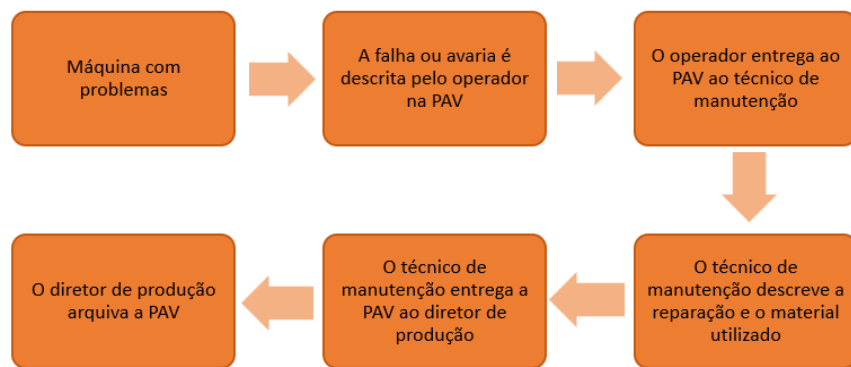 Máquina com
problemas
A falha ou avaria é
descrita pelo operador
na PAV
O operador entrega ao
PAV ao técnico de
manutenção
O técnico de
manutenção descreve a
reparação e o material
utilizado
O técnico de
manutenção entrega a
PAV ao diretor de
produção
O diretor de produção
arquiva a PAV